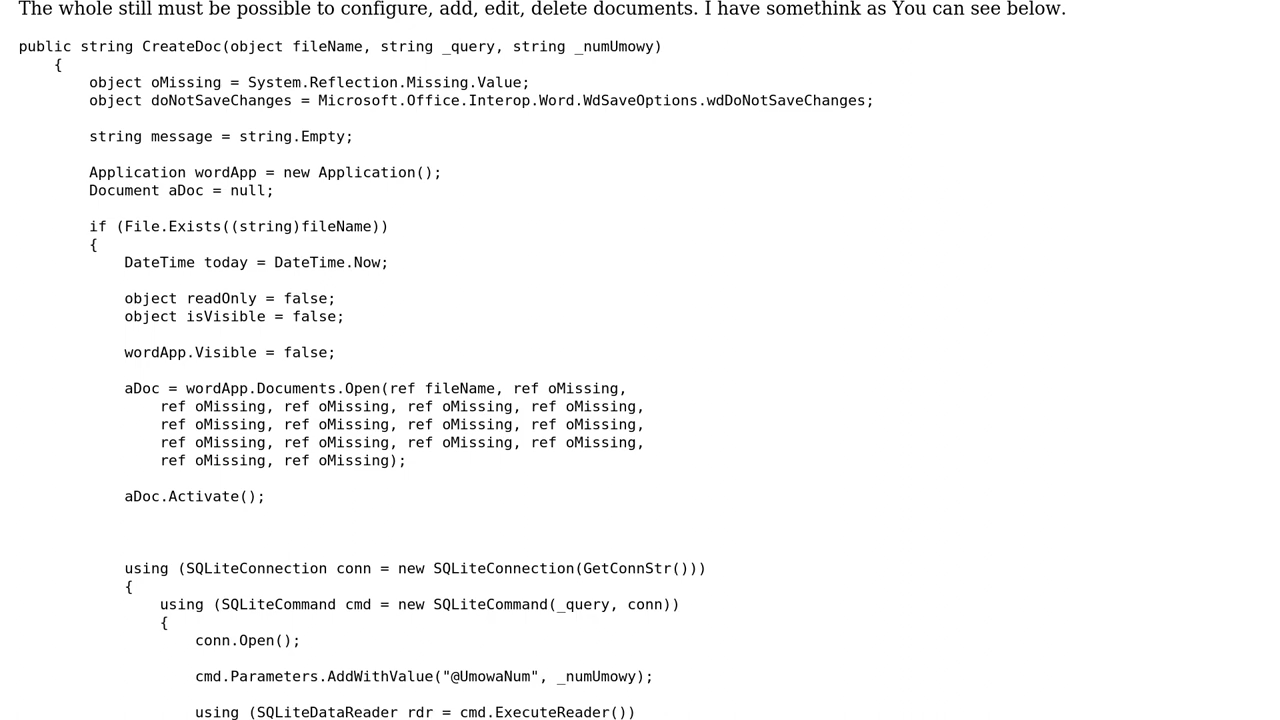 The whole still must be possible to configure, add, edit, delete documents. I have somethink as You can see below.
public string CreateDoc(object fileName, string _query, string _numUmowy)
    {
        object oMissing = System.Reflection.Missing.Value;
        object doNotSaveChanges = Microsoft.Office.Interop.Word.WdSaveOptions.wdDoNotSaveChanges;

        string message = string.Empty;

        Application wordApp = new Application();
        Document aDoc = null;

        if (File.Exists((string)fileName))
        {
            DateTime today = DateTime.Now;

            object readOnly = false;
            object isVisible = false;

            wordApp.Visible = false;

            aDoc = wordApp.Documents.Open(ref fileName, ref oMissing,
                ref oMissing, ref oMissing, ref oMissing, ref oMissing,
                ref oMissing, ref oMissing, ref oMissing, ref oMissing,
                ref oMissing, ref oMissing, ref oMissing, ref oMissing,
                ref oMissing, ref oMissing);

            aDoc.Activate();

            using (SQLiteConnection conn = new SQLiteConnection(GetConnStr()))
            {
                using (SQLiteCommand cmd = new SQLiteCommand(_query, conn))
                {
                    conn.Open();

                    cmd.Parameters.AddWithValue("@UmowaNum", _numUmowy);

                    using (SQLiteDataReader rdr = cmd.ExecuteReader())